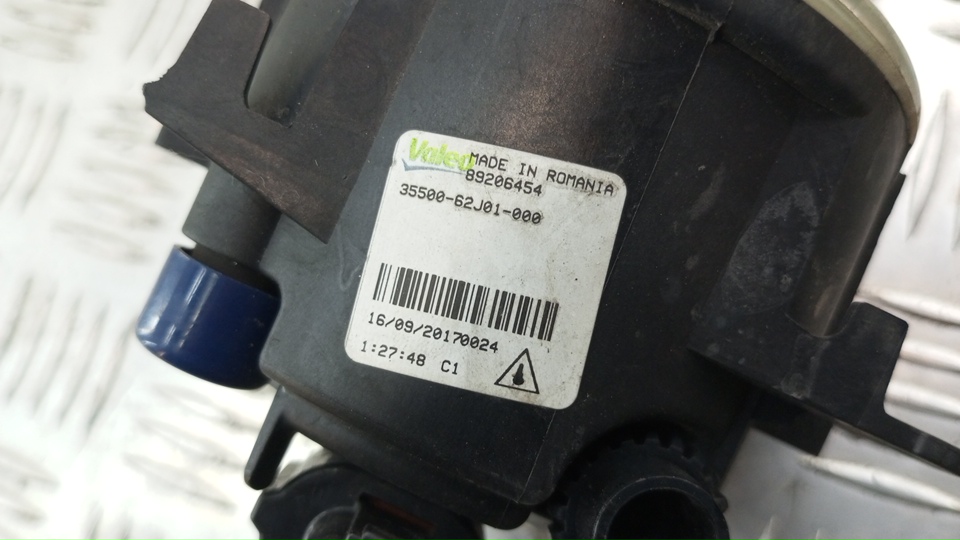 Valeo MADE IN ROMANIA
89206454
35500-62J01-000
16/09/20170024
1:27:48 C1